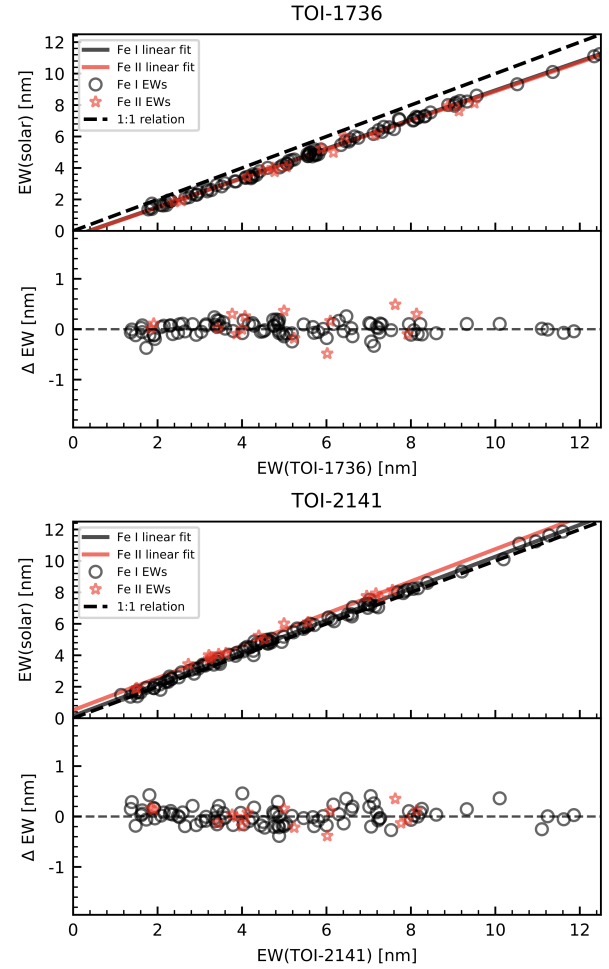 TOI-1736
EW(solar) [nm]
12
10
8
6
4
2
0
Fe I linear fit
Fe II linear fit
Fe I EWs
Fe II EWs
1:1 relation
Δ EW [nm]
1
0
-1
0 2 4 6 8 10 12
EW(TOI-1736) [nm]
TOI-2141
EW(solar) [nm]
12
10
8
6
4
2
0
Fe I linear fit
Fe II linear fit
Fe I EWs
Fe II EWs
1:1 relation
Δ EW [nm]
1
0
-1
0 2 4 6 8 10 12
EW(TOI-2141) [nm]